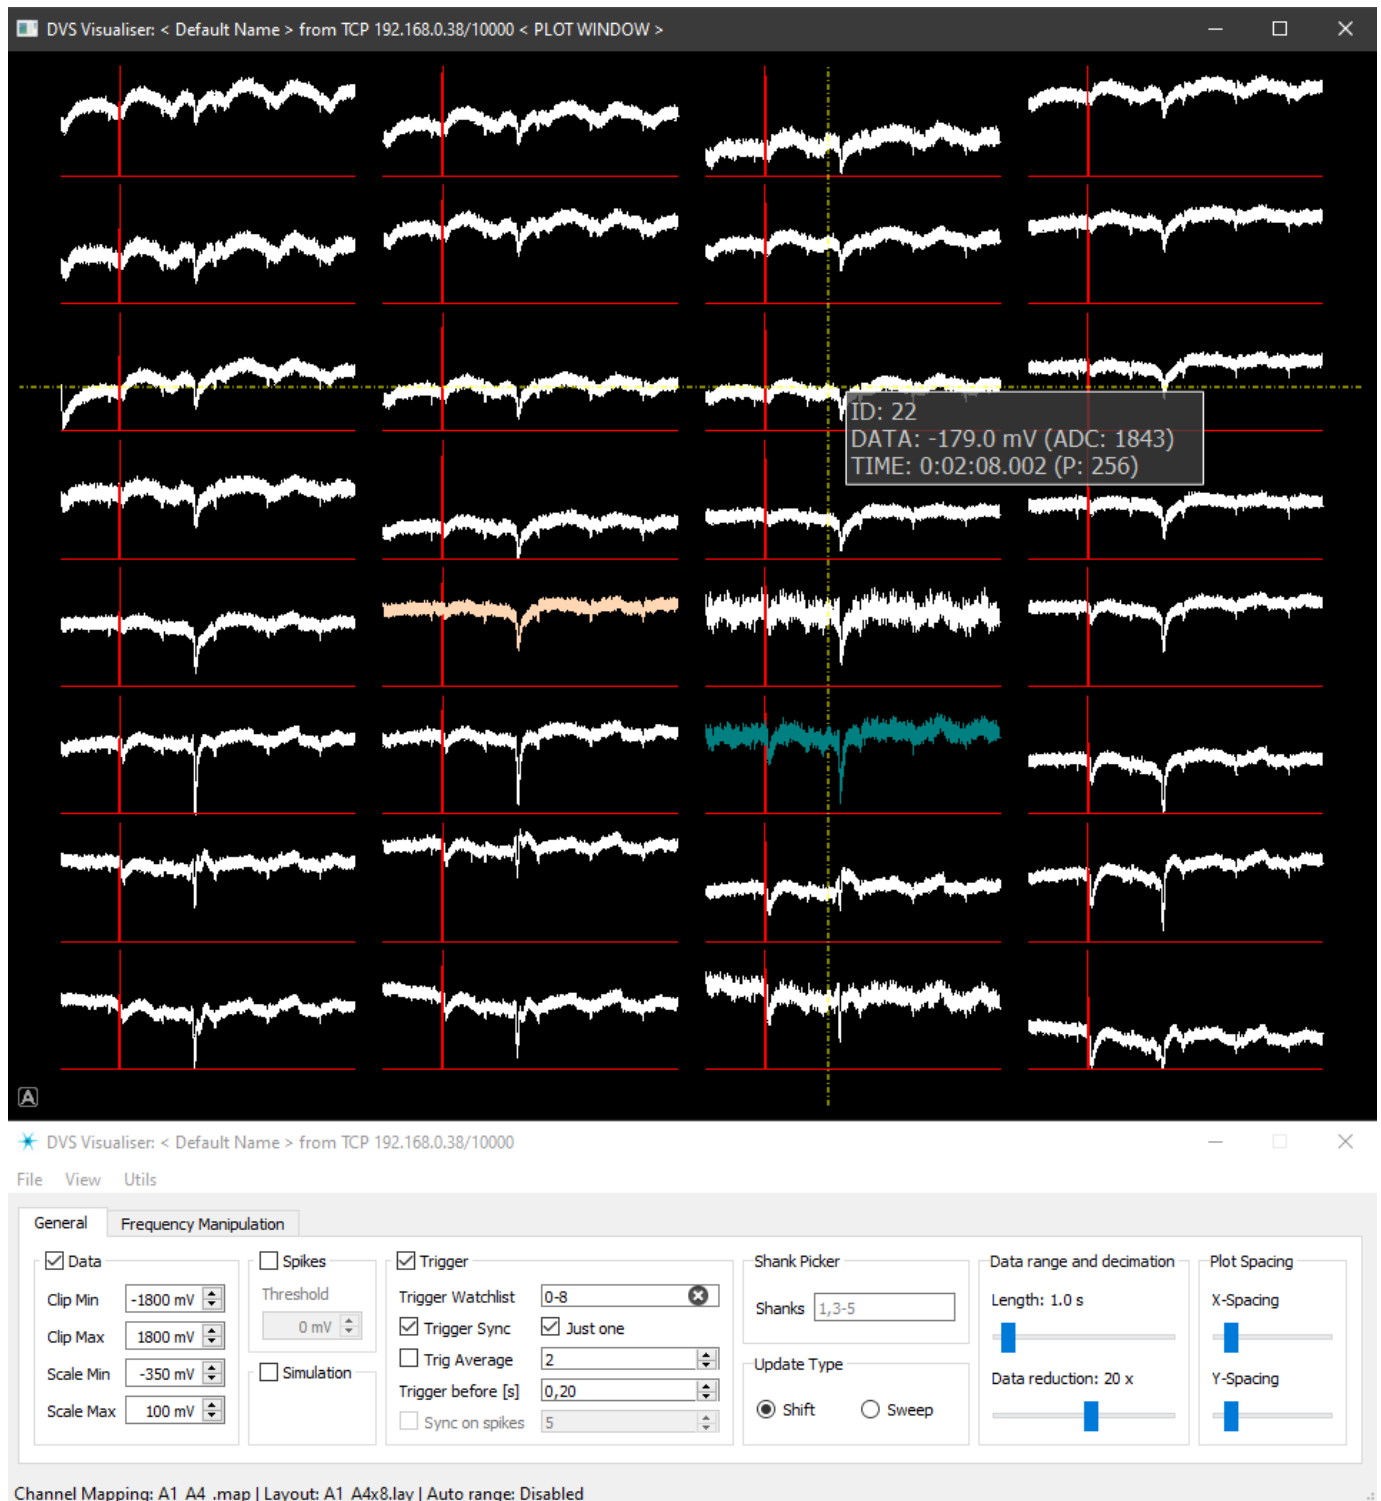 DVS Visualiser: < Default Name > from TCP 192.168.0.38/10000 < PLOT WINDOW >
ID: 22
DATA: -179.0 mV (ADC: 1843)
TIME: 0:02:08.002 (P: 256)
A
DVS Visualiser: < Default Name > from TCP 192.168.0.38/10000
File View Utils
General Frequency Manipulation
Data
Clip Min -1800 mV
Clip Max 1800 mV
Scale Min -350 mV
Scale Max 100 mV
Spikes
Threshold
0 mV
Simulation
Trigger
Trigger Watchlist 0-8
Trigger Sync Just one
Trig Average 2
Trigger before [s] 0,20
Sync on spikes 5
Shank Picker
Shanks 1,3-5
Update Type
Shift Sweep
Data range and decimation
Length: 1.0 s
Data reduction: 20 x
Plot Spacing
X-Spacing
Y-Spacing
Channel Mapping: A1_A4_.map | Layout: A1_A4x8.lay | Auto range: Disabled